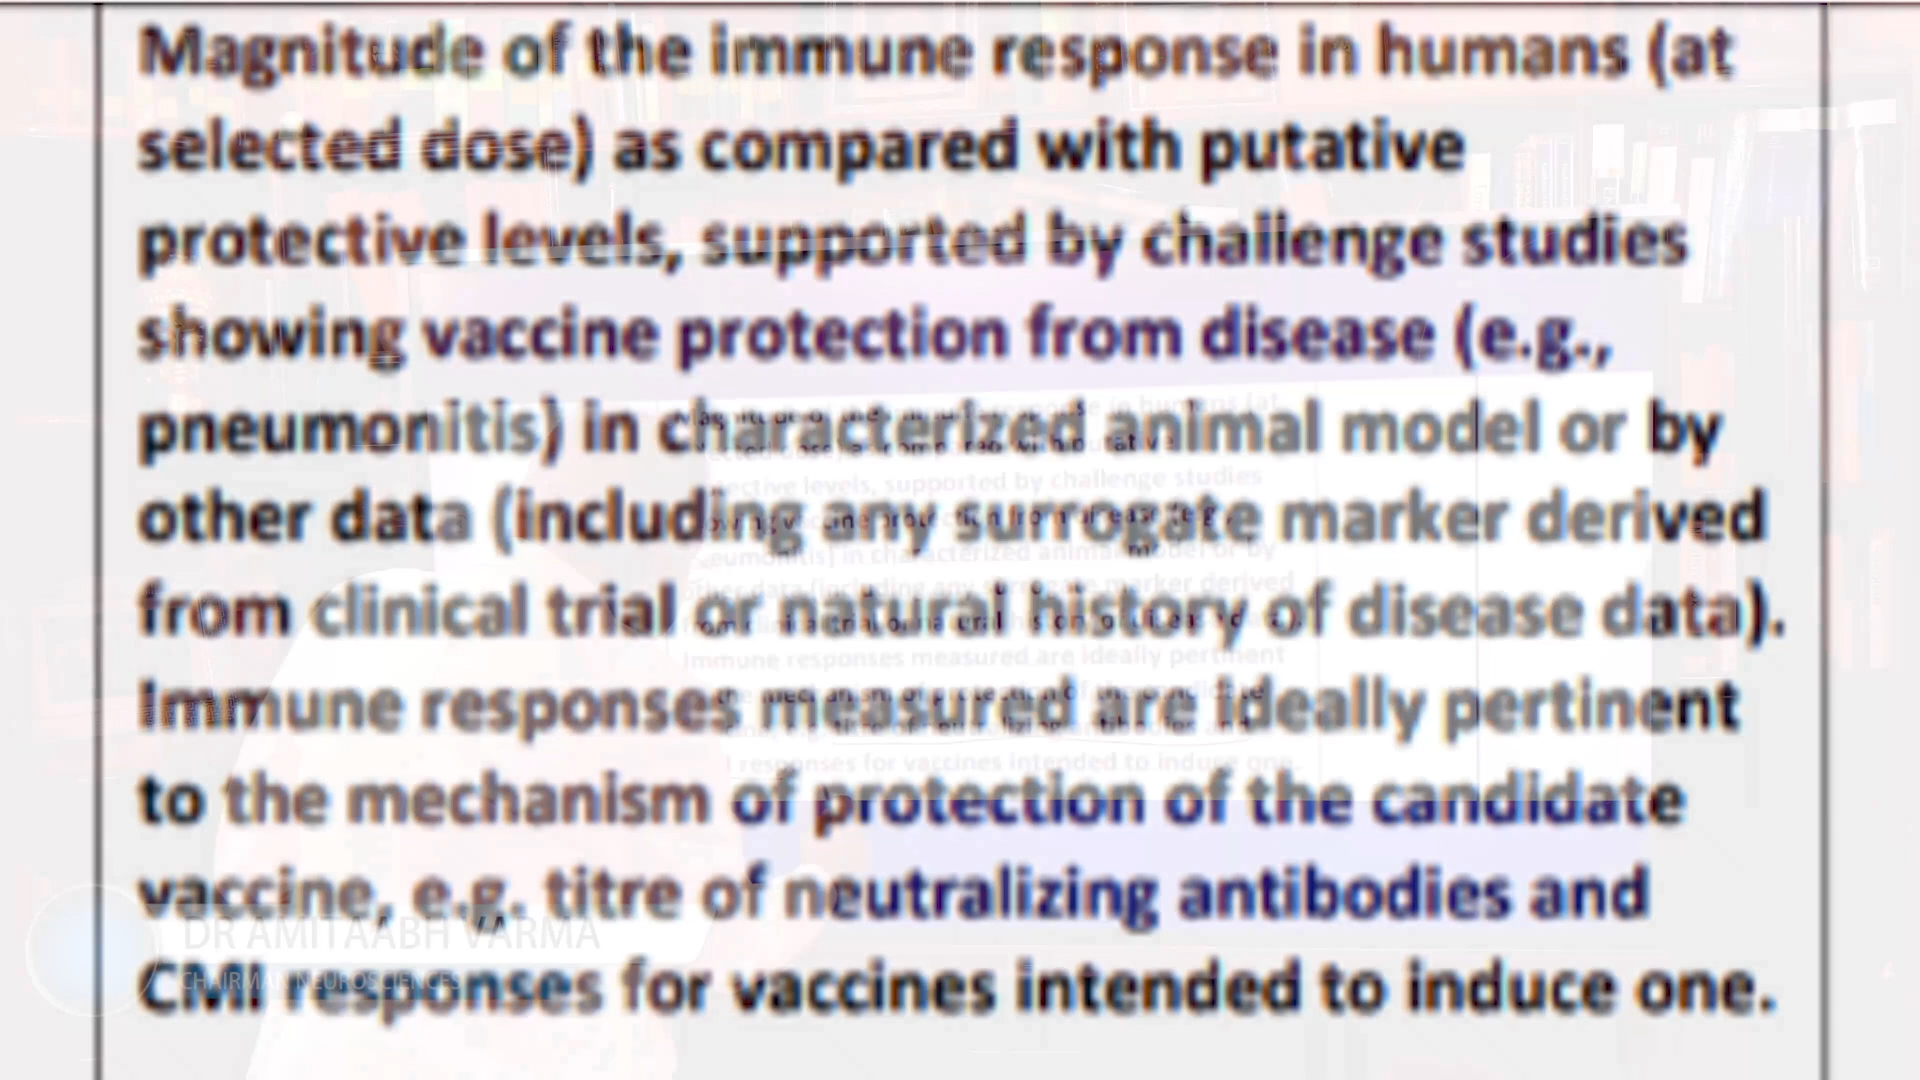 Magnitude of the immune response in humans (at
selected dose) as compared with putative
protective levels, supported by challenge studies
showing vaccine protection from disease (e.g.,
pneumonitis) in characterized animal model or by
other data (including any surrogate marker derived
from clinical trial or natural history of disease data).
Immune responses measured are ideally pertinent
to the mechanism of protection of the candidate
vaccine, e.g. titre of neutralizing antibodies and
CMI responses for vaccines intended to induce one.
DR AMITAABH VARMA
CHAIRMAN NEUROSCIENCES